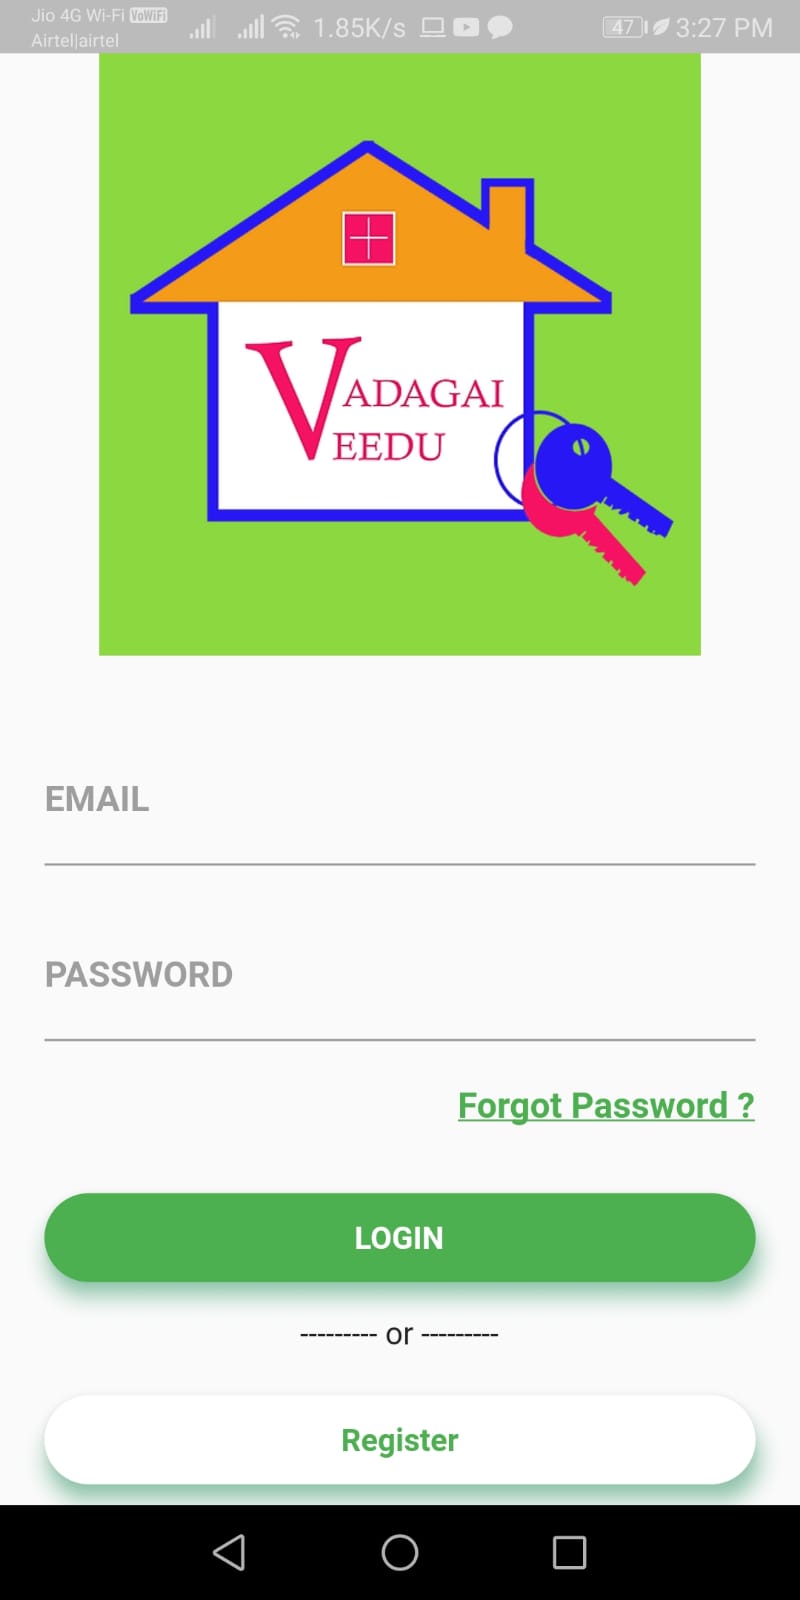 Jio 4G Wi-Fi VoWiFi
Airtel|airtel
1.85K/s
47
3:27 PM
VADAGAI
VEEDU
EMAIL
PASSWORD
Forgot Password ?
LOGIN
--------- or ---------
Register